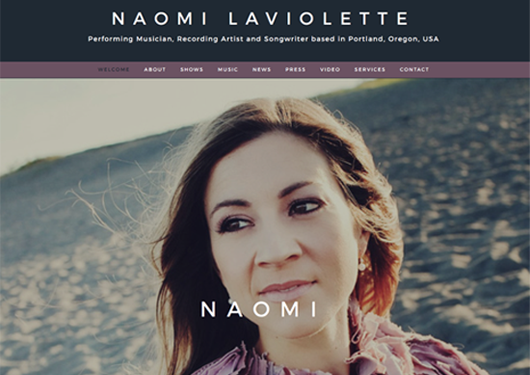 NAOMI LAVIOLETTE
Performing Musician, Recording Artist and Songwriter based in Portland, Oregon, USA
WELCOME ABOUT SHOWS MUSIC NEWS PRESS VIDEO SERVICES CONTACT
NAOMI